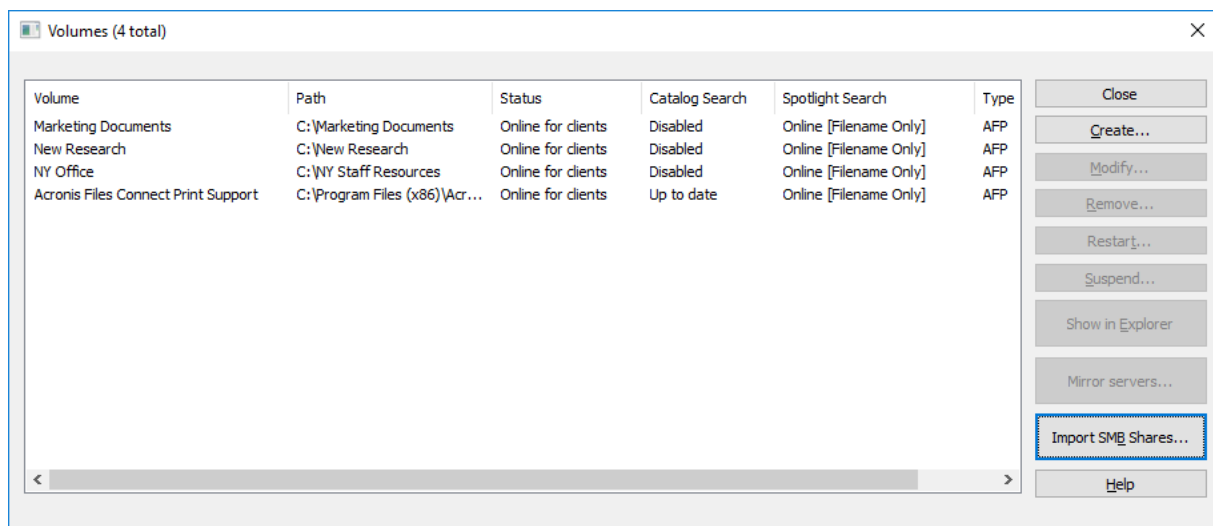 Volumes (4 total)
Volume Path Status Catalog Search Spotlight Search Type
Marketing Documents C:\Marketing Documents Online for clients Disabled Online [Filename Only] AFP
New Research C:\New Research Online for clients Disabled Online [Filename Only] AFP
NY Office C:\NY Staff Resources Online for clients Disabled Online [Filename Only] AFP
Acronis Files Connect Print Support C:\Program Files (x86)\Acr... Online for clients Up to date Online [Filename Only] AFP
Close
Create...
Modify...
Remove...
Restart...
Suspend...
Show in Explorer
Mirror servers...
Import SMB Shares...
Help